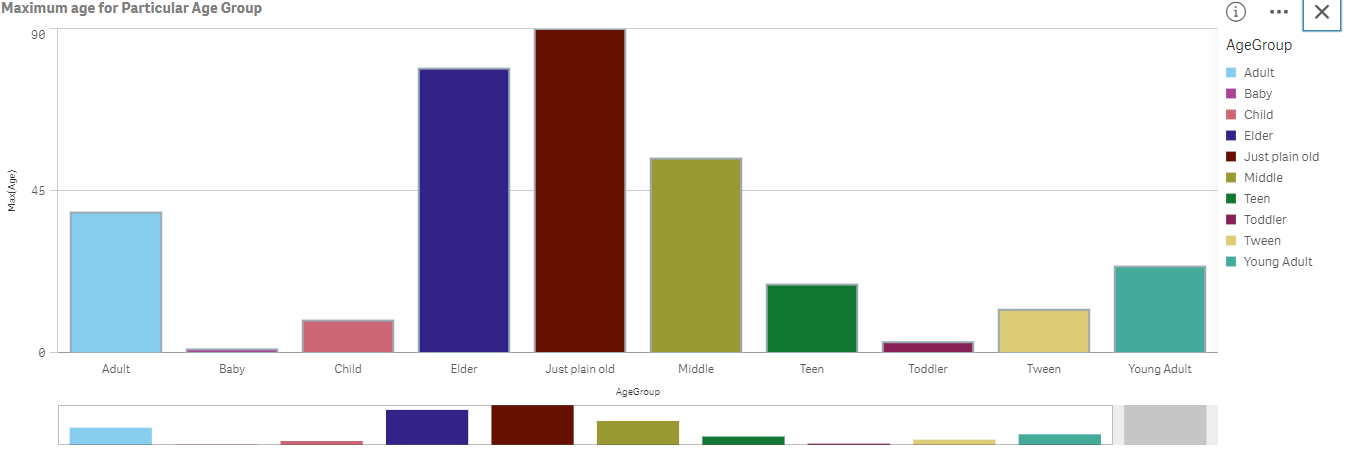 Maximum age for Particular Age Group
90
45
0
Max(Age)
Adult Baby Child Elder Just plain old Middle Teen Toddler Tween Young Adult
AgeGroup
AgeGroup
Adult
Baby
Child
Elder
Just plain old
Middle
Teen
Toddler
Tween
Young Adult